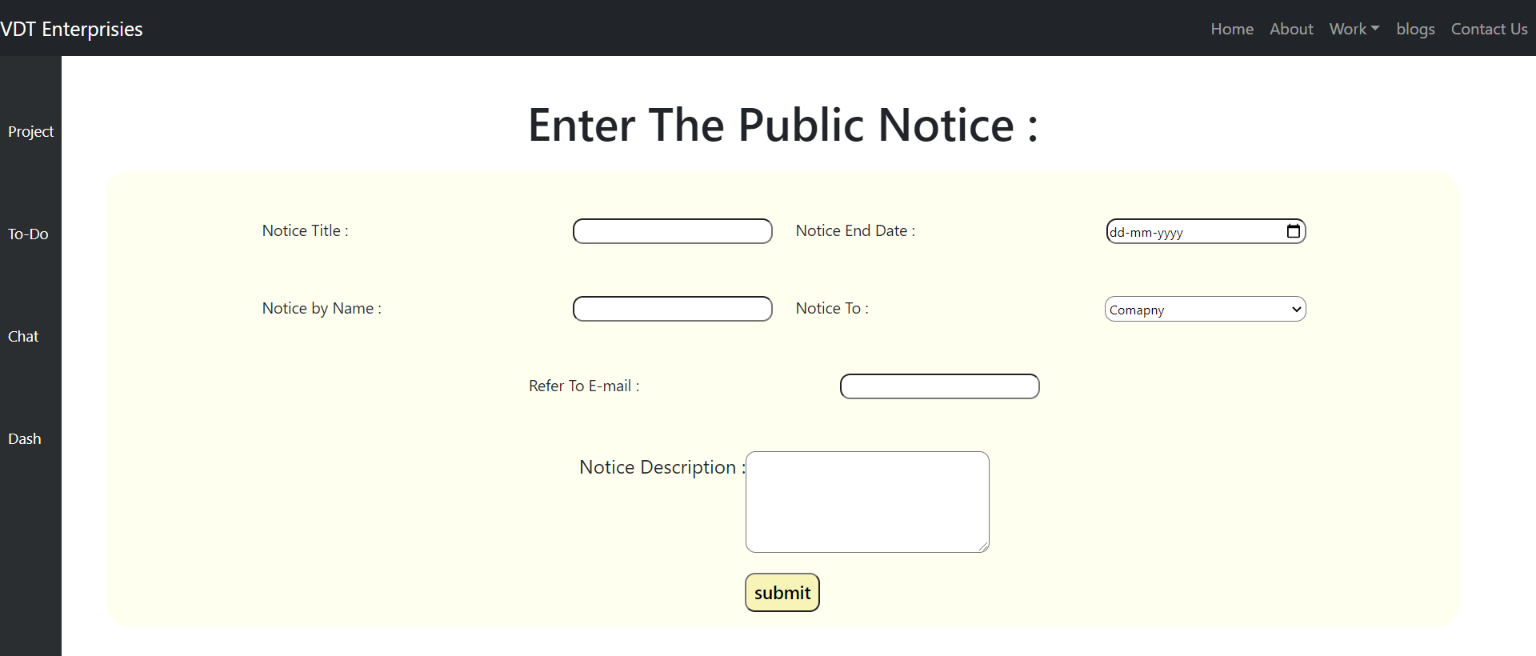 VDT Enterprisies Home About Work blogs Contact Us
Enter The Public Notice :
Project
Notice Title : Notice End Date : dd-mm-yyyy
To-Do
Notice by Name : Notice To : Comapny
Chat
Refer To E-mail :
Dash
Notice Description :
submit